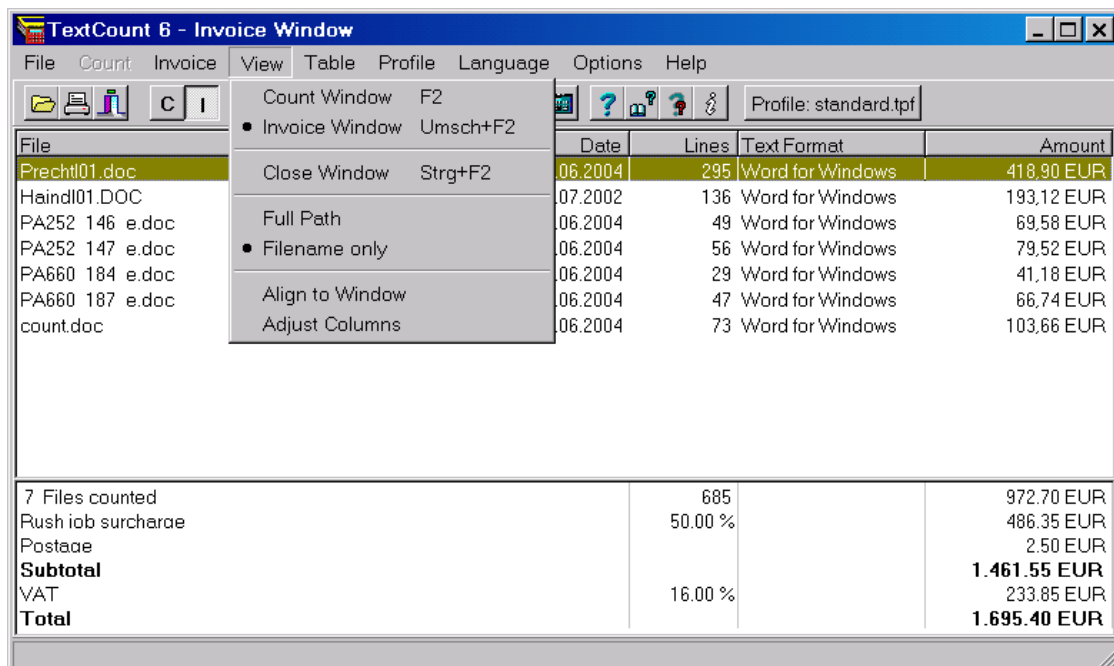 TextCount 6 - Invoice Window
File Count Invoice View Table Profile Language Options Help
C I Profile: standard.tpf
Count Window F2
Invoice Window Umsch+F2
Close Window Strg+F2
Full Path
Filename only
Align to Window
Adjust Columns
File Date Lines Text Format Amount
Prechtl01.doc .06.2004 295 Word for Windows 418,90 EUR
Haindl01.DOC .07.2002 136 Word for Windows 193,12 EUR
PA252 146 e.doc .06.2004 49 Word for Windows 69,58 EUR
PA252 147 e.doc .06.2004 56 Word for Windows 79,52 EUR
PA660 184 e.doc .06.2004 29 Word for Windows 41,18 EUR
PA660 187 e.doc .06.2004 47 Word for Windows 66,74 EUR
count.doc .06.2004 73 Word for Windows 103,66 EUR
7 Files counted 685 972.70 EUR
Rush job surcharge 50.00 % 486.35 EUR
Postage 2.50 EUR
Subtotal 1.461.55 EUR
VAT 16.00 % 233.85 EUR
Total 1.695.40 EUR